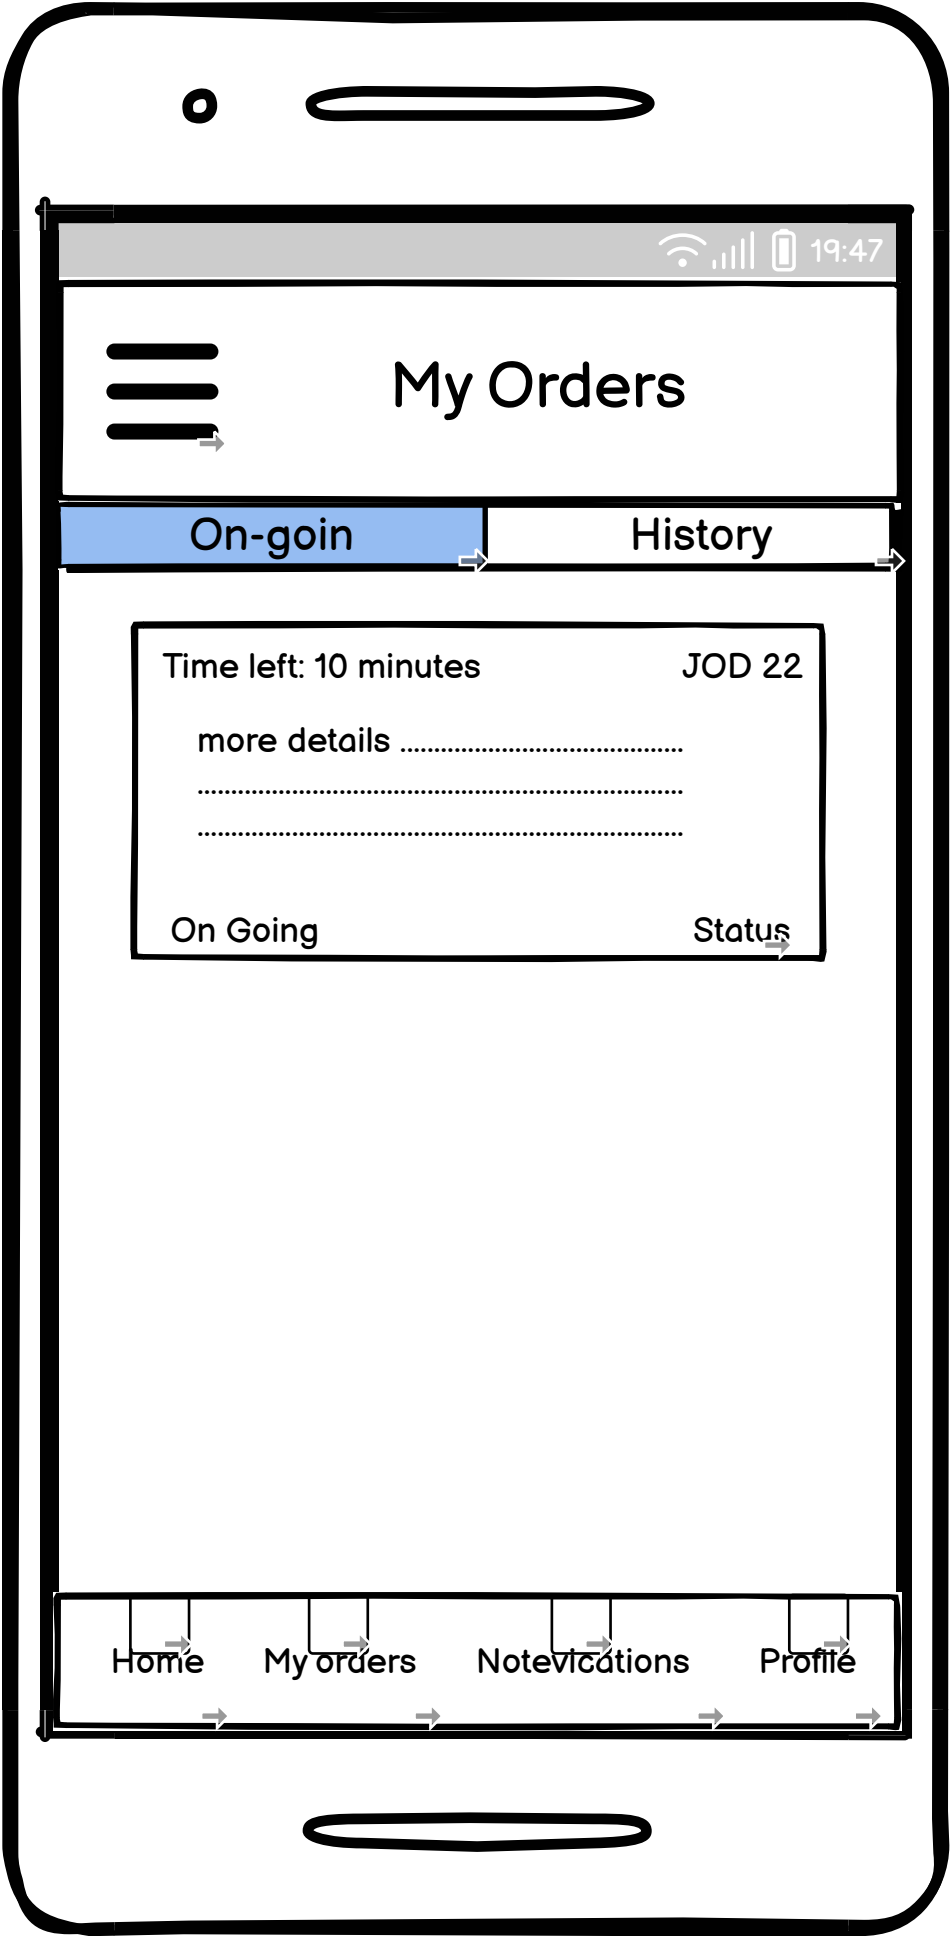 19:47
My Orders
On-goin
History
Time left: 10 minutes
JOD 22
more details ..........................................
........................................................................
........................................................................
On Going
Status
Home
My orders
Notevications
Profile